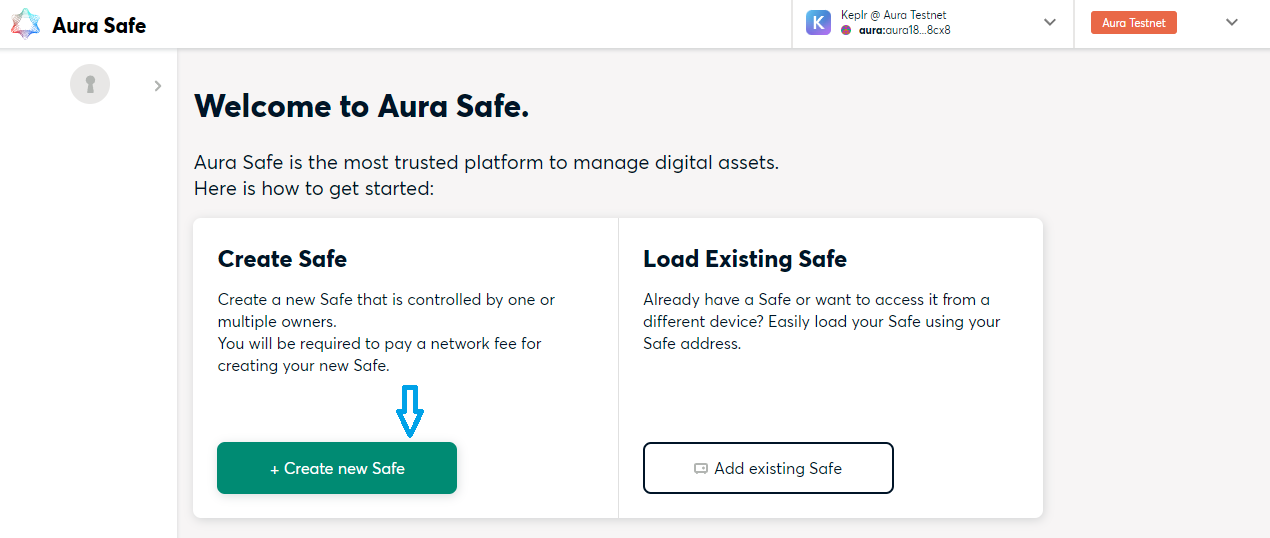 Aura Safe
K
Keplr @ Aura Testnet
aura:aura18...8cx8
Aura Testnet
Welcome to Aura Safe.
Aura Safe is the most trusted platform to manage digital assets.
Here is how to get started:
Create Safe
Create a new Safe that is controlled by one or
multiple owners.
You will be required to pay a network fee for
creating your new Safe.
+ Create new Safe
Load Existing Safe
Already have a Safe or want to access it from a
different device? Easily load your Safe using your
Safe address.
Add existing Safe